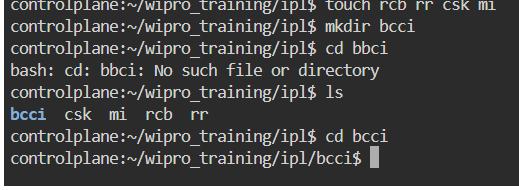 controlplane:~/wipro_training/ipl$ touch rcb rr csk mi
controlplane:~/wipro_training/ipl$ mkdir bcci
controlplane:~/wipro_training/ipl$ cd bbci
bash: cd: bbci: No such file or directory
controlplane:~/wipro_training/ipl$ ls
bcci  csk  mi  rcb  rr
controlplane:~/wipro_training/ipl$ cd bcci
controlplane:~/wipro_training/ipl/bcci$